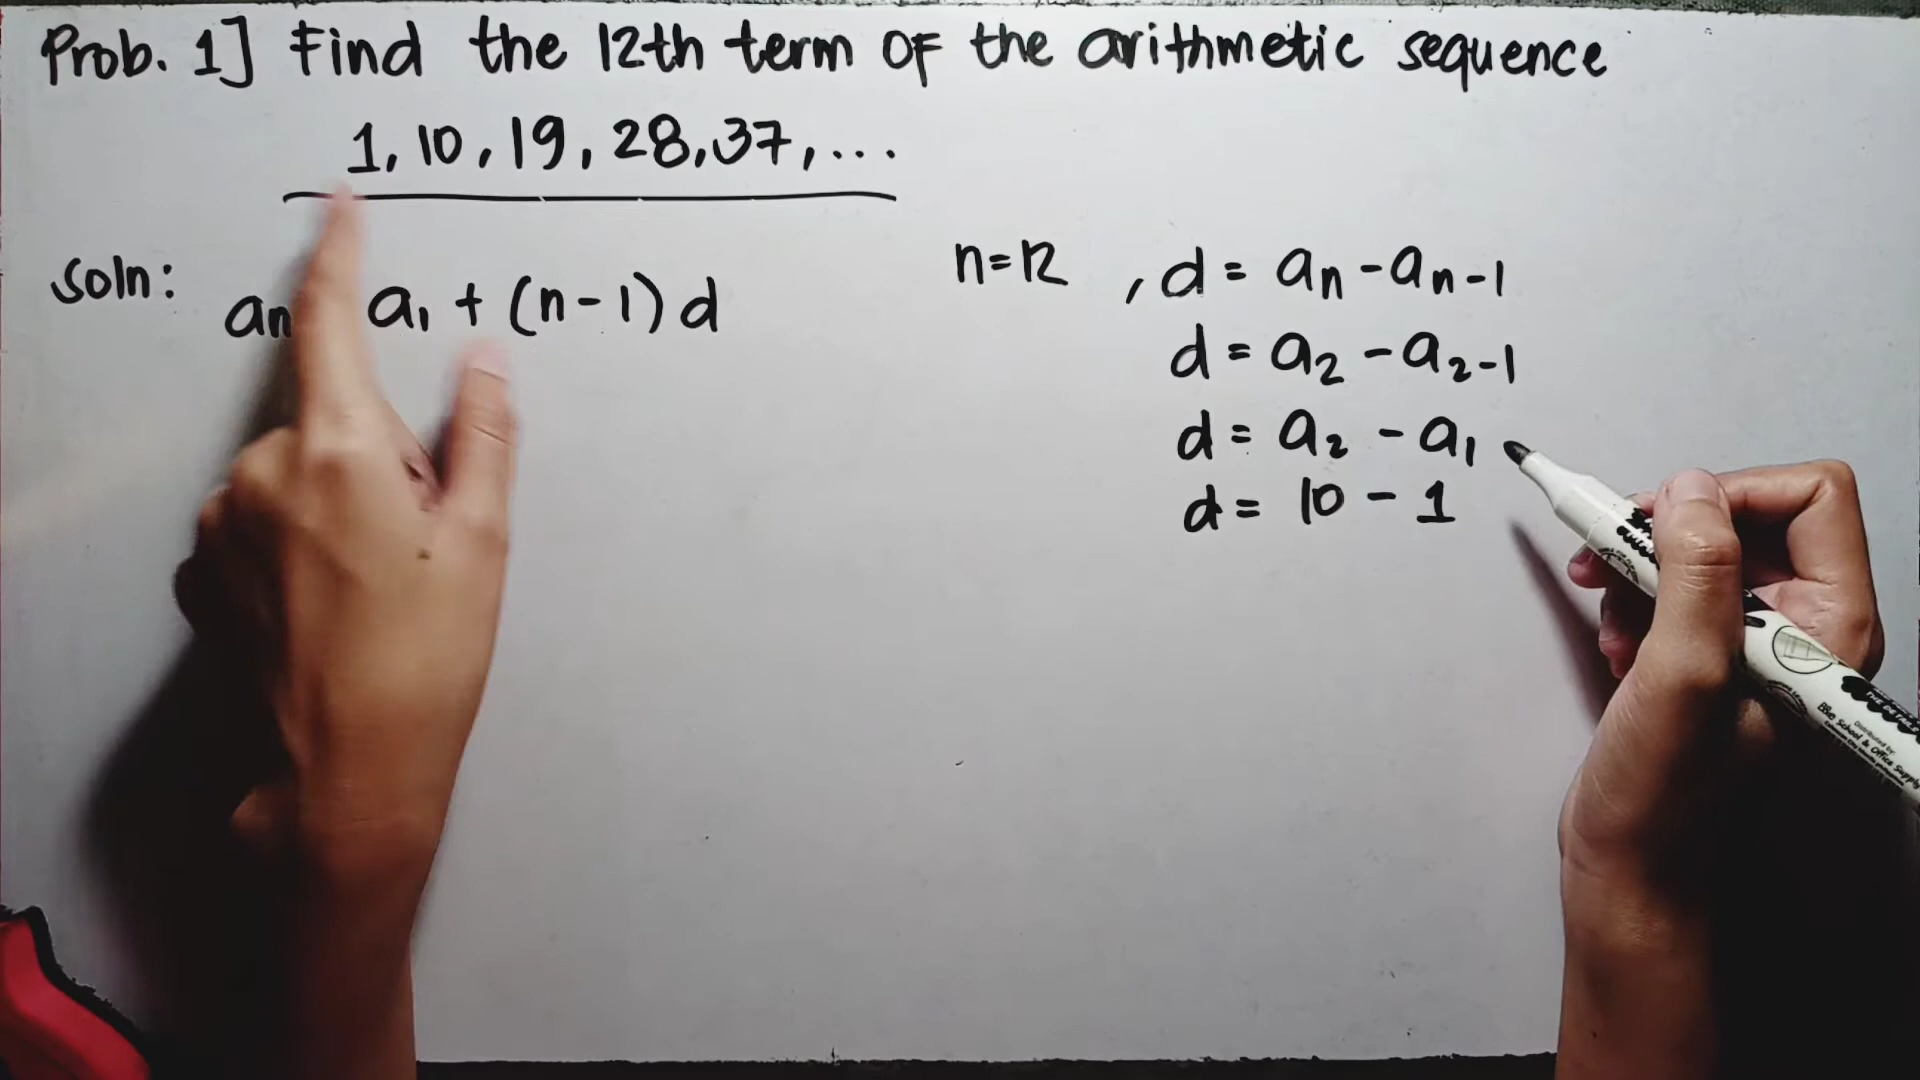 Prob. 1] Find the 12th term of the arithmetic sequence
1, 10, 19, 28, 37, ...
soln:
an a₁ + (n-1) d
n=12 , d = an - an-1
d = a₂ - a₂-1
d = a₂ - a₁
d = 10 - 1